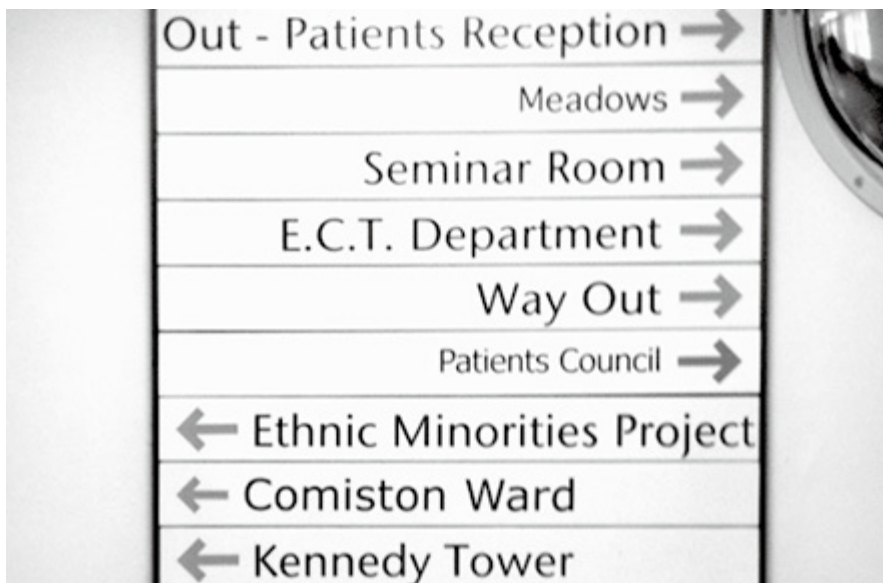 Out - Patients Reception
Meadows
Seminar Room
E.C.T. Department
Way Out
Patients Council
Ethnic Minorities Project
Comiston Ward
Kennedy Tower